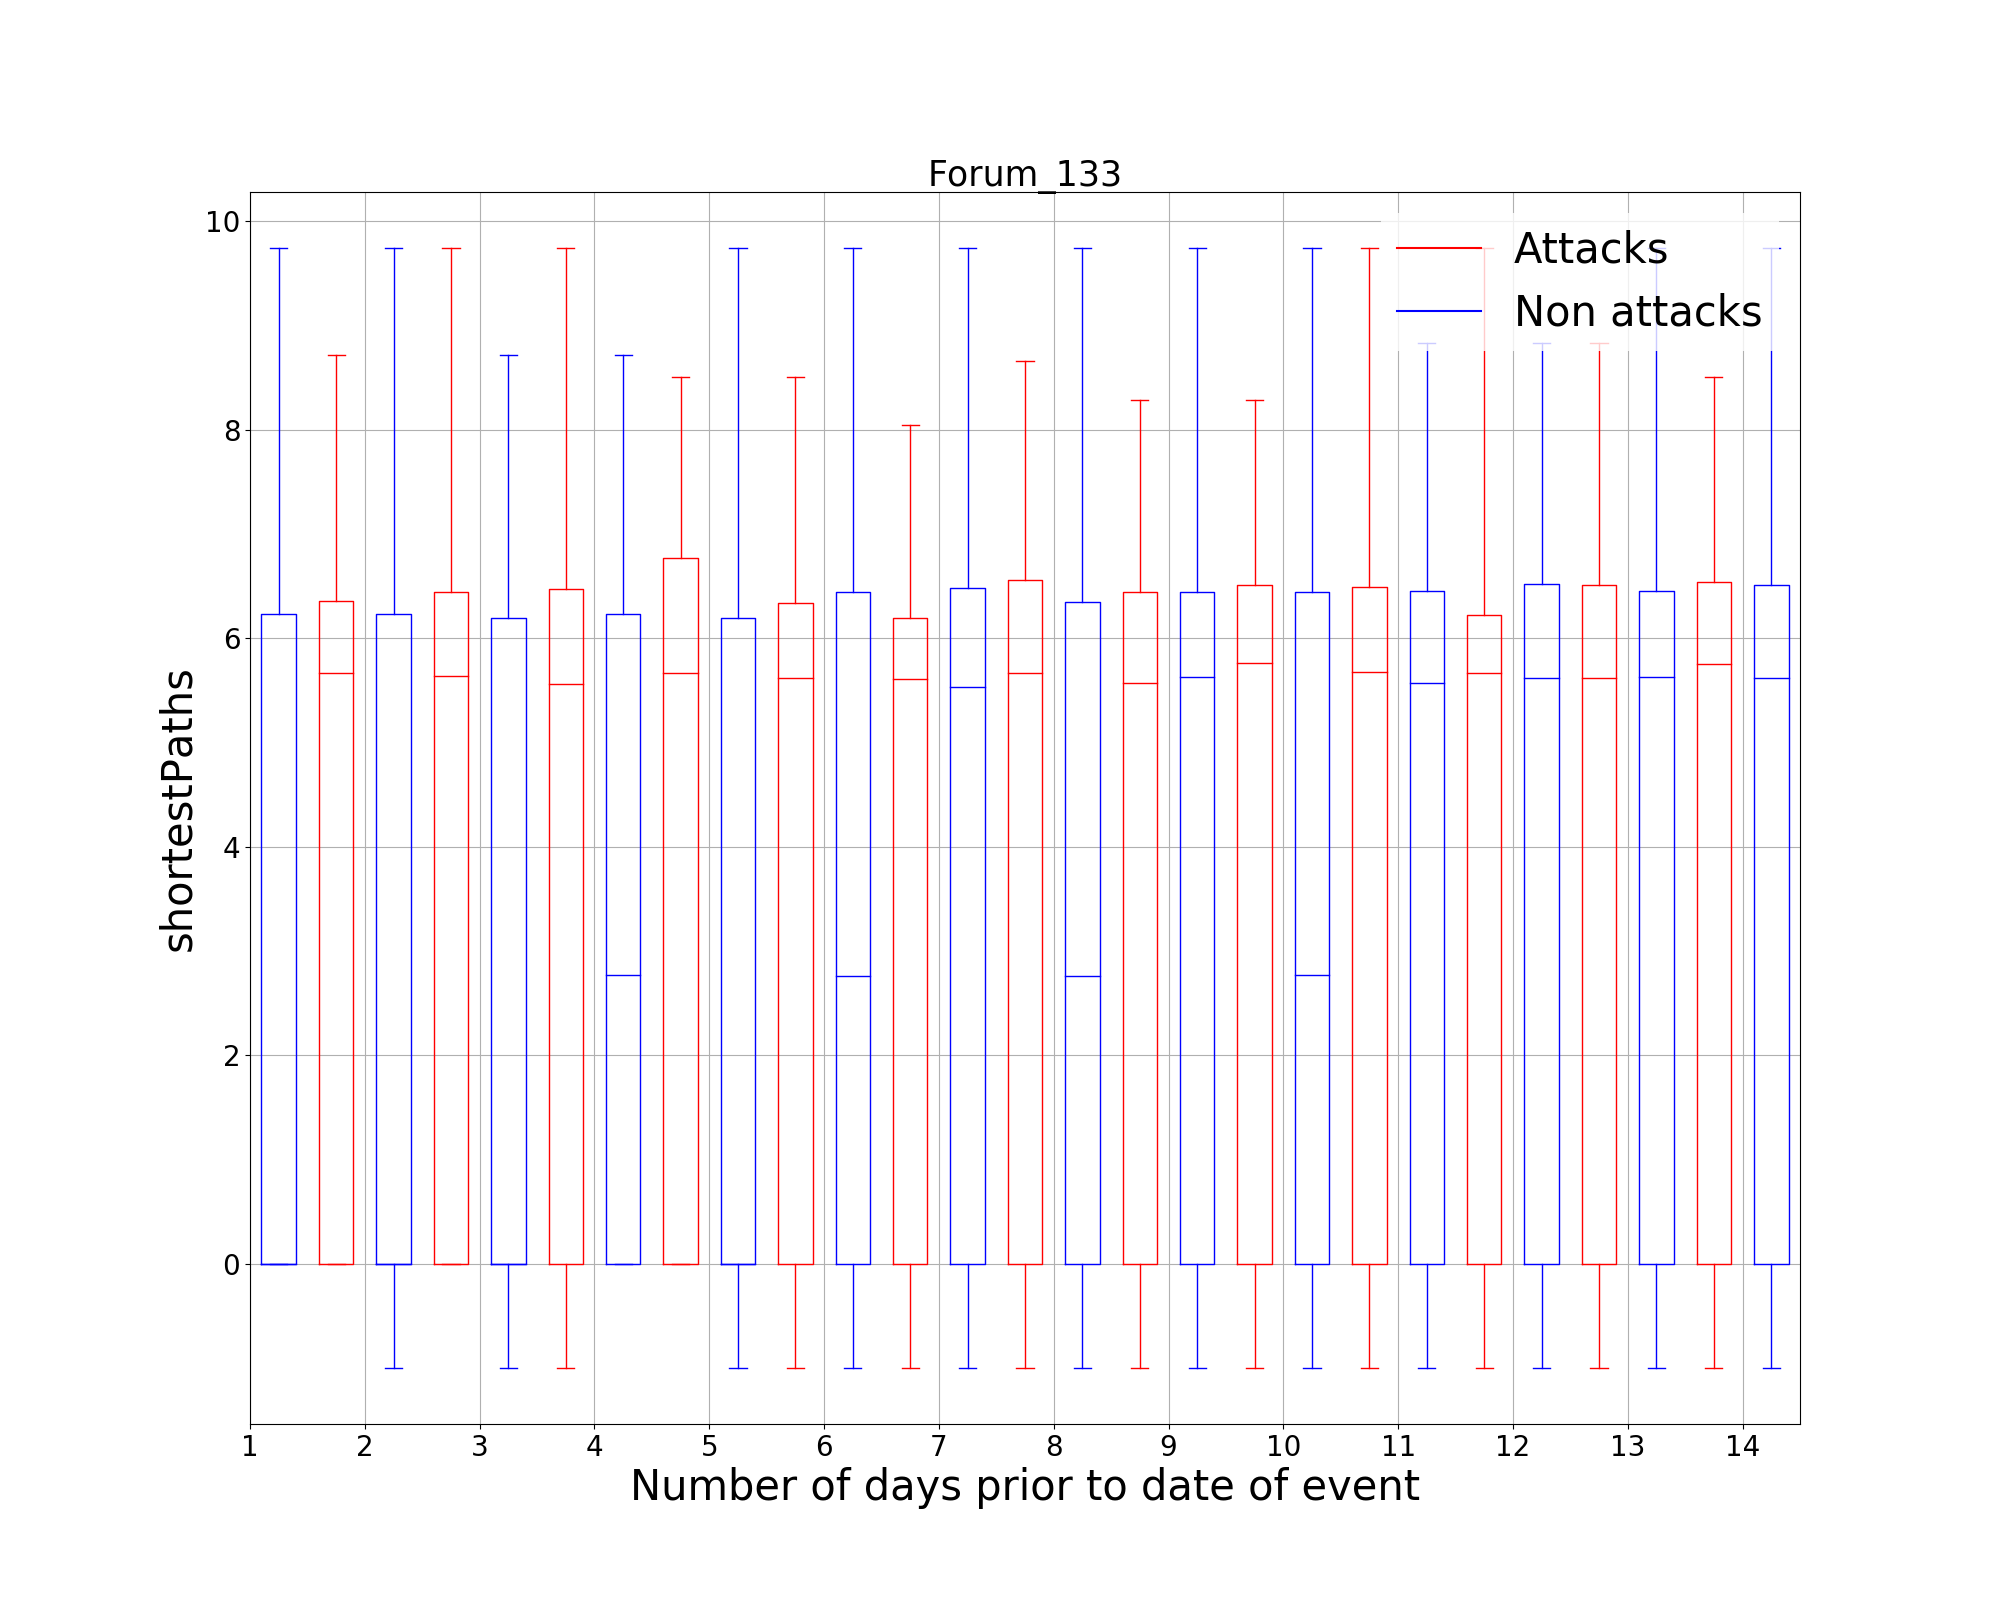 Forum_133
10
8
6
4
2
0
shortestPaths
Attacks
Non attacks
1 2 3 4 5 6 7 8 9 10 11 12 13 14
Number of days prior to date of event